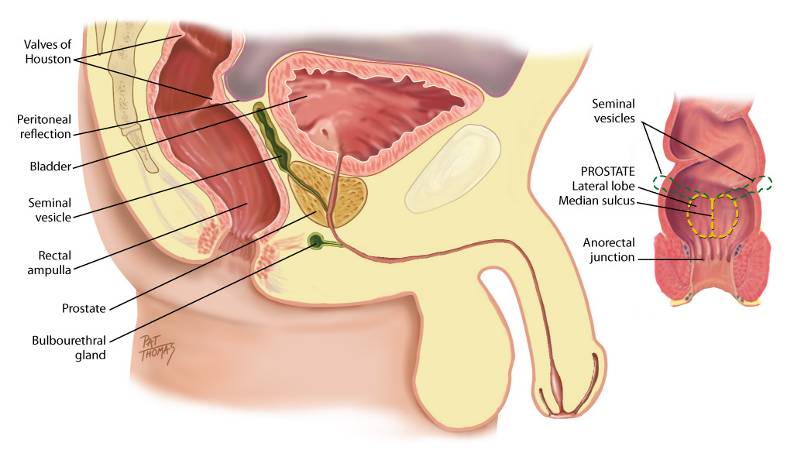 Valves of
Houston
Peritoneal
reflection
Bladder
Seminal
vesicle
Rectal
ampulla
Prostate
Bulbourethral
gland
PAT
THOMAS
Seminal
vesicles
PROSTATE
Lateral lobe
Median sulcus
Anorectal
junction